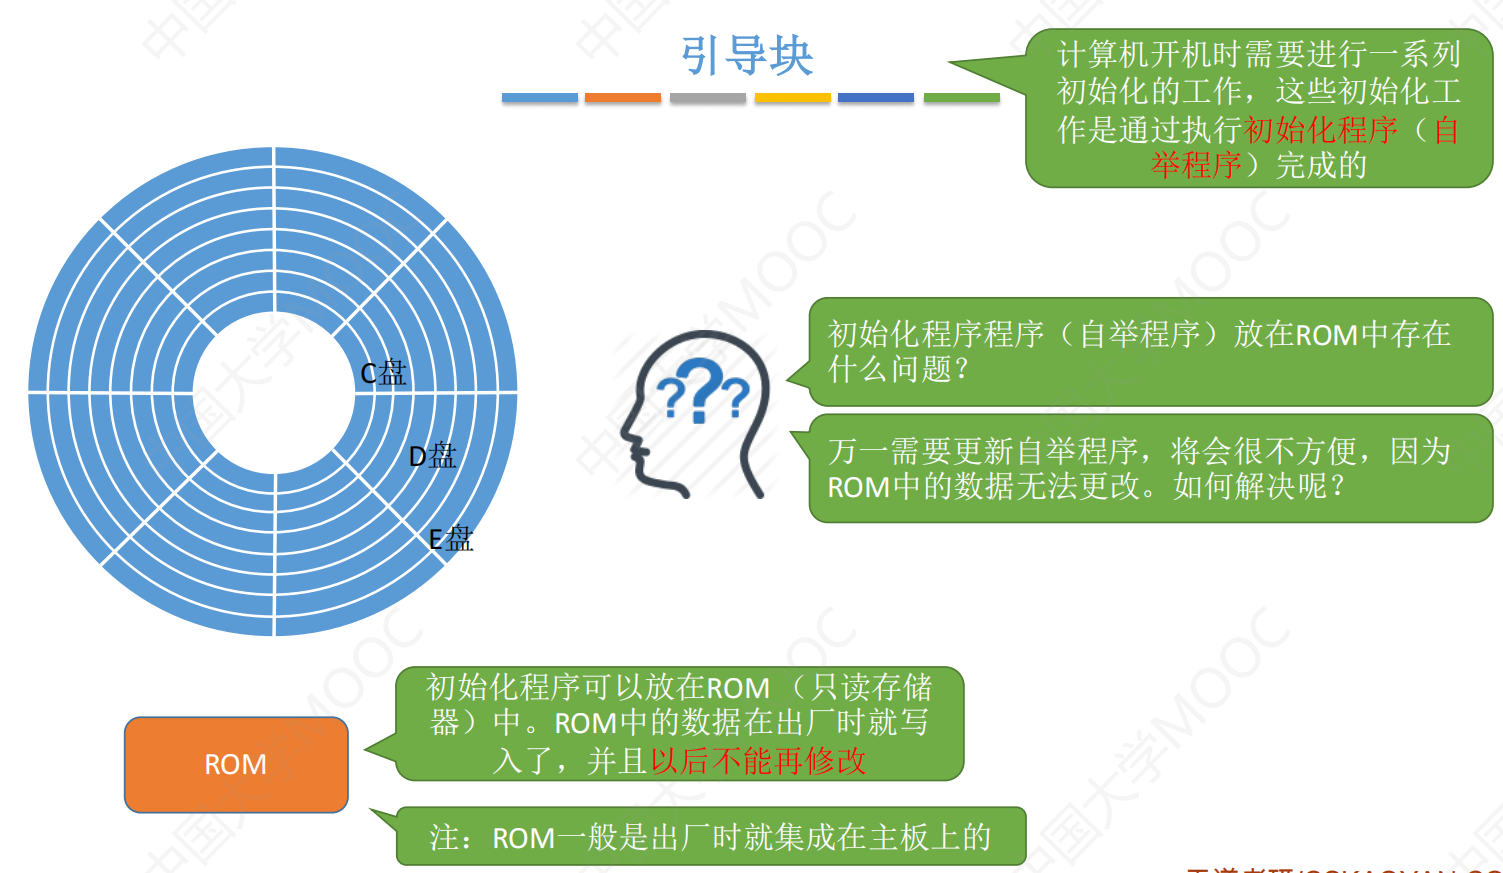 引导块
计算机开机时需要进行一系列
初始化的工作，这些初始化工
作是通过执行初始化程序（自
举程序）完成的
C盘
D盘
E盘
???
初始化程序程序（自举程序）放在ROM中存在
什么问题？
万一需要更新自举程序，将会很不方便，因为
ROM中的数据无法更改。如何解决呢？
初始化程序可以放在ROM （只读存储
器）中。ROM中的数据在出厂时就写
入了，并且以后不能再修改
ROM
注：ROM一般是出厂时就集成在主板上的
中国大学MOOC